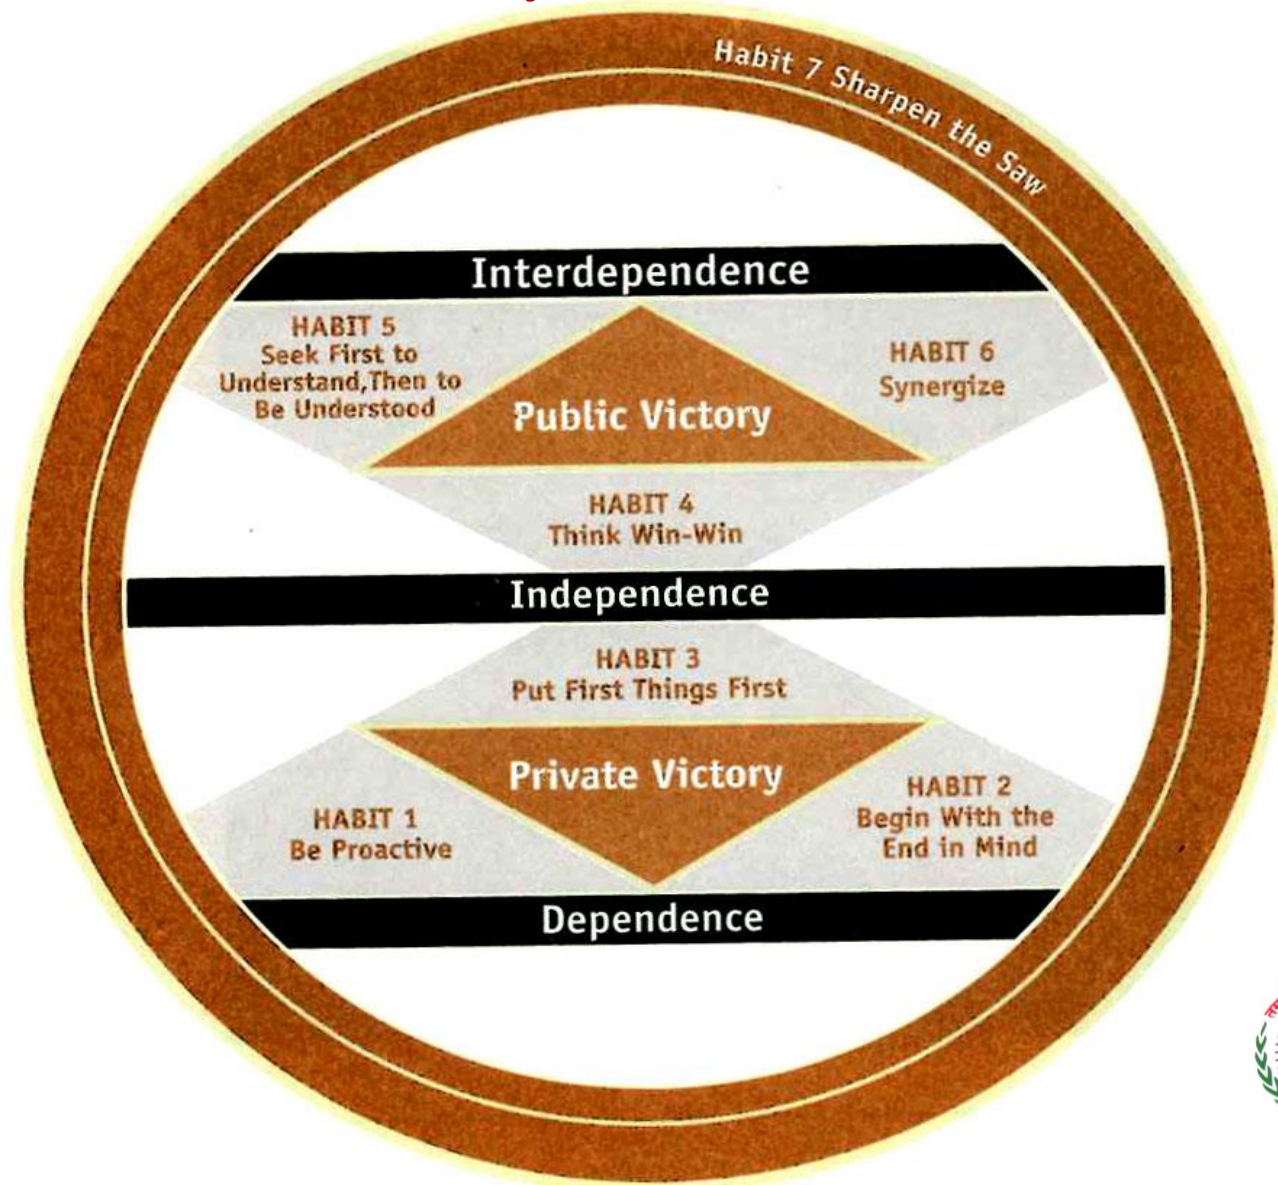 Habit 7 Sharpen the Saw
Interdependence
HABIT 5
Seek First to
Understand,Then to
Be Understood
HABIT 6
Synergize
Public Victory
HABIT 4
Think Win-Win
Independence
HABIT 3
Put First Things First
Private Victory
HABIT 1
Be Proactive
HABIT 2
Begin With the
End in Mind
Dependence